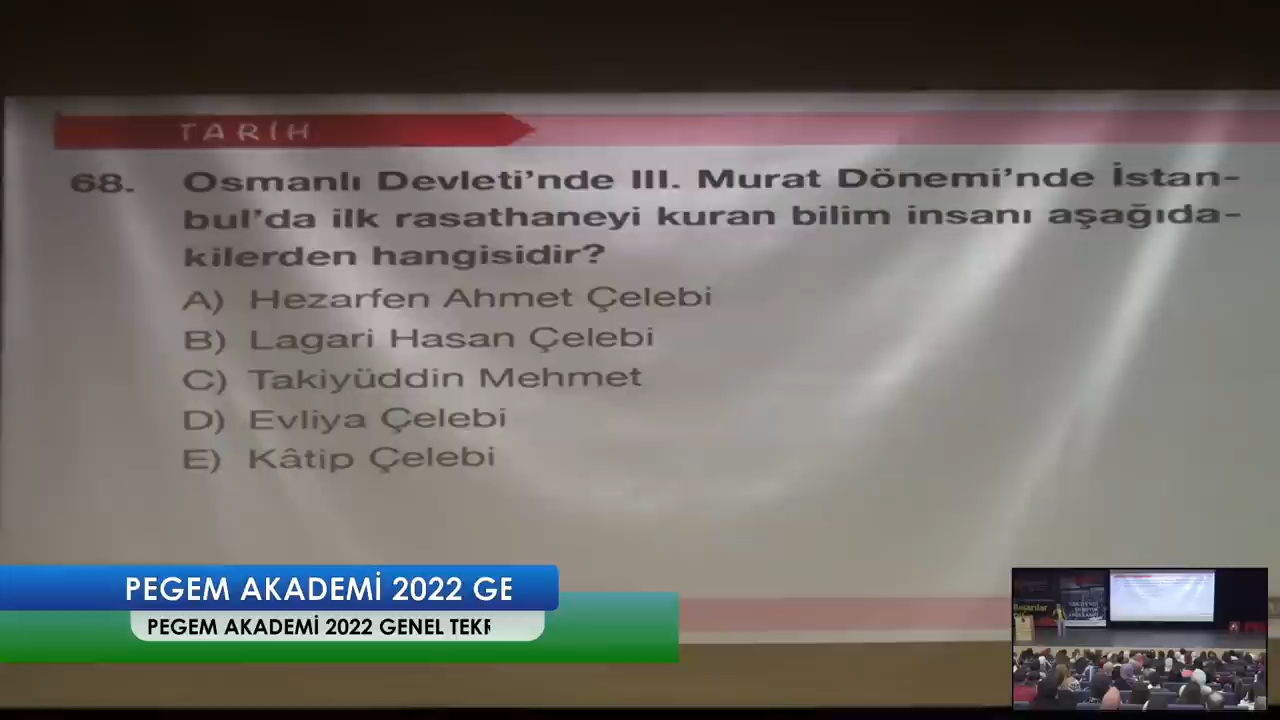 TARİH
68. Osmanlı Devleti’nde III. Murat Dönemi’nde İstan-
bul’da ilk rasathaneyi kuran bilim insanı aşağıda-
kilerden hangisidir?
A) Hezarfen Ahmet Çelebi
B) Lagari Hasan Çelebi
C) Takiyüddin Mehmet
D) Evliya Çelebi
E) Kâtip Çelebi
PEGEM AKADEMİ 2022 GE
PEGEM AKADEMİ 2022 GENEL TEKR